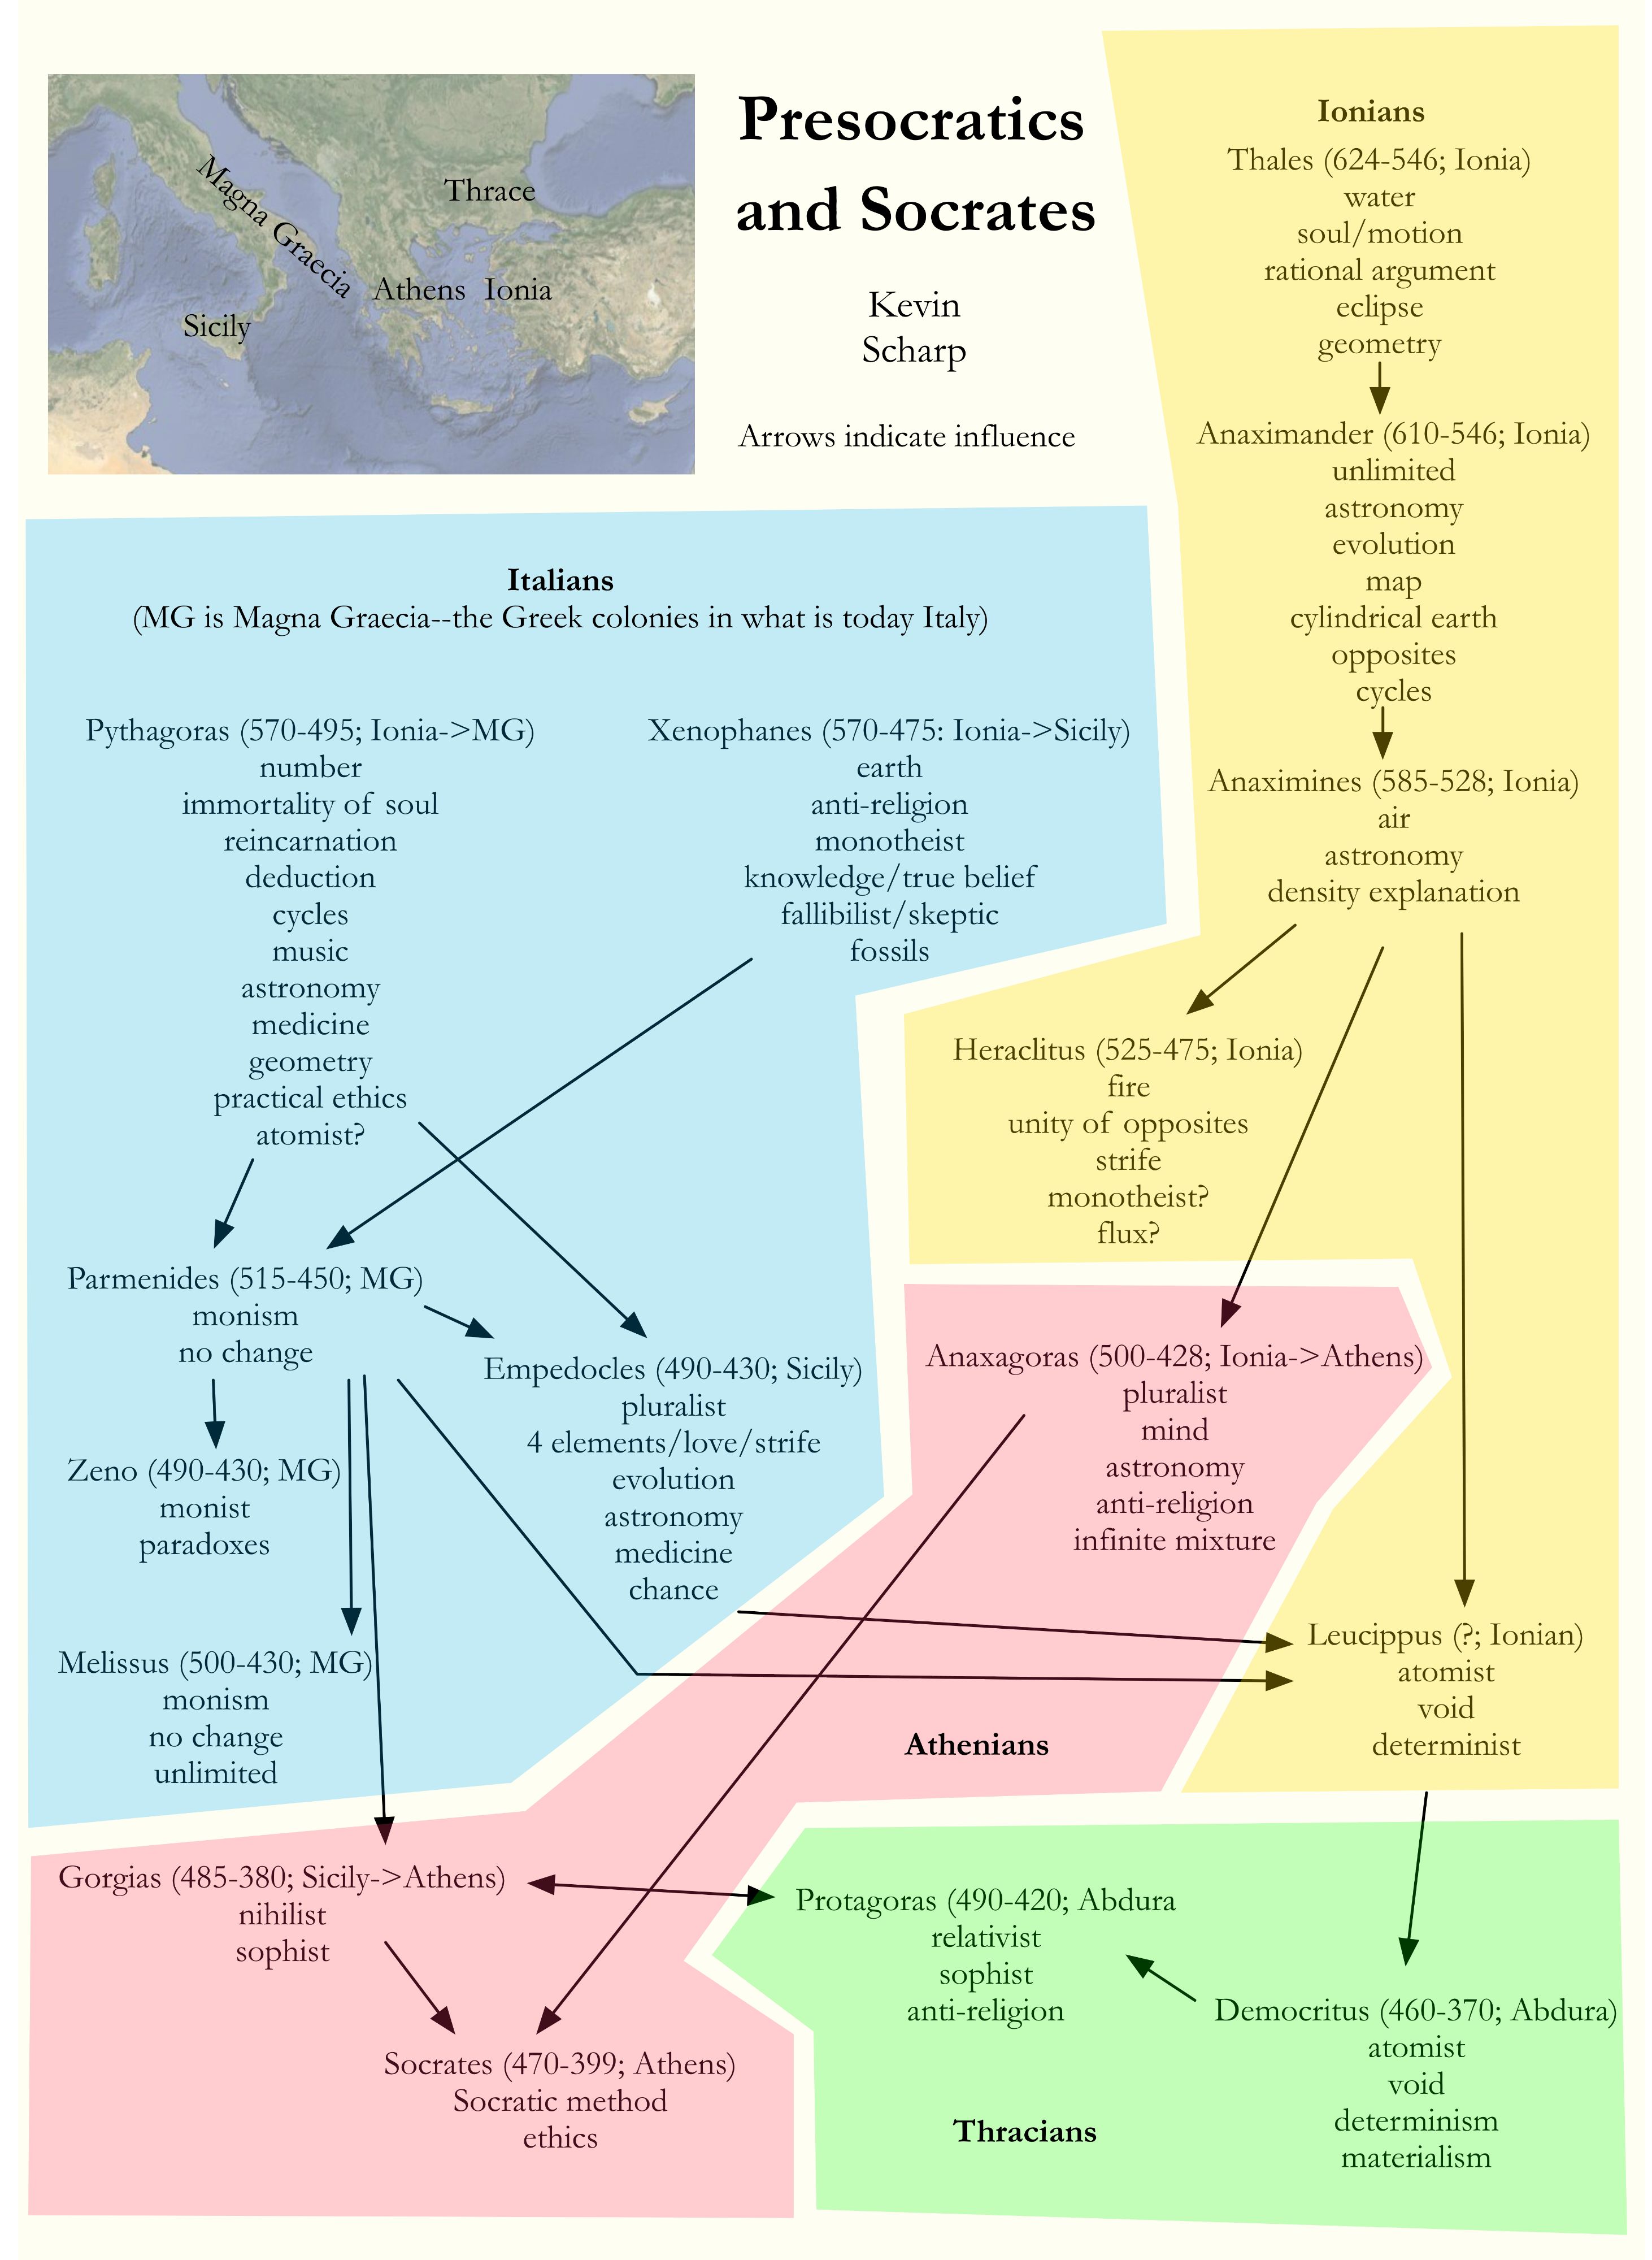 Presocratics
and Socrates
Kevin
Scharp
Arrows indicate influence
Magna Graecia
Thrace
Athens
Ionia
Sicily
Ionians
Thales (624-546; Ionia)
water
soul/motion
rational argument
eclipse
geometry
Anaximander (610-546; Ionia)
unlimited
astronomy
evolution
map
cylindrical earth
opposites
cycles
Anaximines (585-528; Ionia)
air
astronomy
density explanation
Heraclitus (525-475; Ionia)
fire
unity of opposites
strife
monotheist?
flux?
Leucippus (?; Ionian)
atomist
void
determinist
Italians
(MG is Magna Graecia--the Greek colonies in what is today Italy)
Pythagoras (570-495; Ionia->MG)
number
immortality of soul
reincarnation
deduction
cycles
music
astronomy
medicine
geometry
practical ethics
atomist?
Xenophanes (570-475: Ionia->Sicily)
earth
anti-religion
monotheist
knowledge/true belief
fallibilist/skeptic
fossils
Parmenides (515-450; MG)
monism
no change
Empedocles (490-430; Sicily)
pluralist
4 elements/love/strife
evolution
astronomy
medicine
chance
Zeno (490-430; MG)
monist
paradoxes
Melissus (500-430; MG)
monism
no change
unlimited
Anaxagoras (500-428; Ionia->Athens)
pluralist
mind
astronomy
anti-religion
infinite mixture
Athenians
Gorgias (485-380; Sicily->Athens)
nihilist
sophist
Socrates (470-399; Athens)
Socratic method
ethics
Protagoras (490-420; Abdura
relativist
sophist
anti-religion
Democritus (460-370; Abdura)
atomist
void
determinism
materialism
Thracians